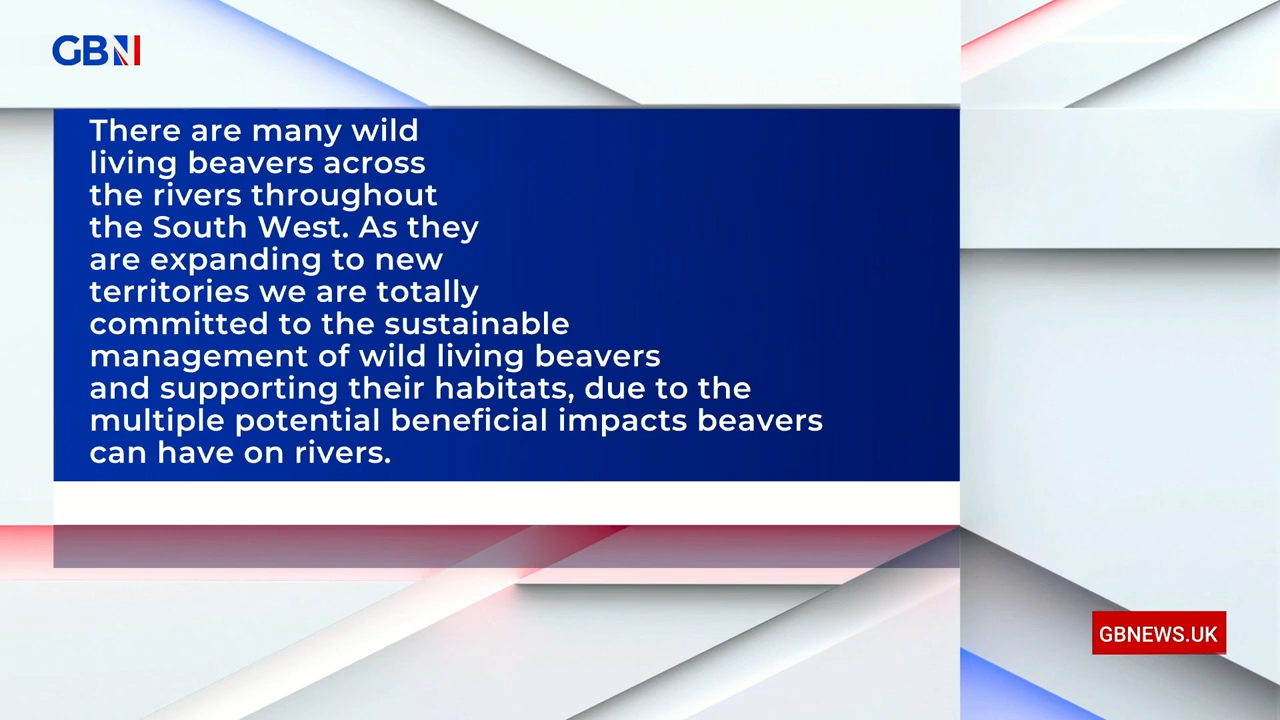 GBN
There are many wild
living beavers across
the rivers throughout
the South West. As they
are expanding to new
territories we are totally
committed to the sustainable
management of wild living beavers
and supporting their habitats, due to the
multiple potential beneficial impacts beavers
can have on rivers.
GBNEWS.UK